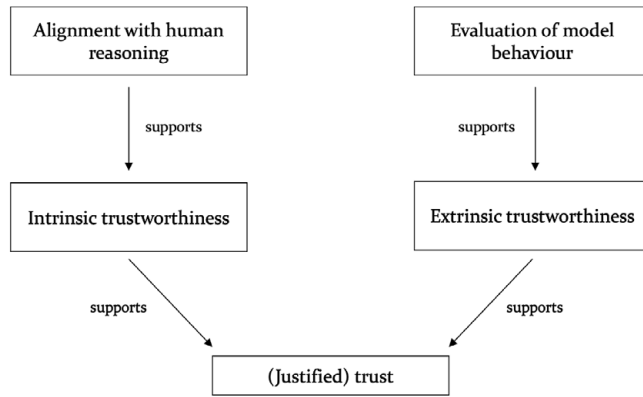 Alignment with human
reasoning
Evaluation of model
behaviour
supports
supports
Intrinsic trustworthiness
Extrinsic trustworthiness
supports
supports
(Justified) trust